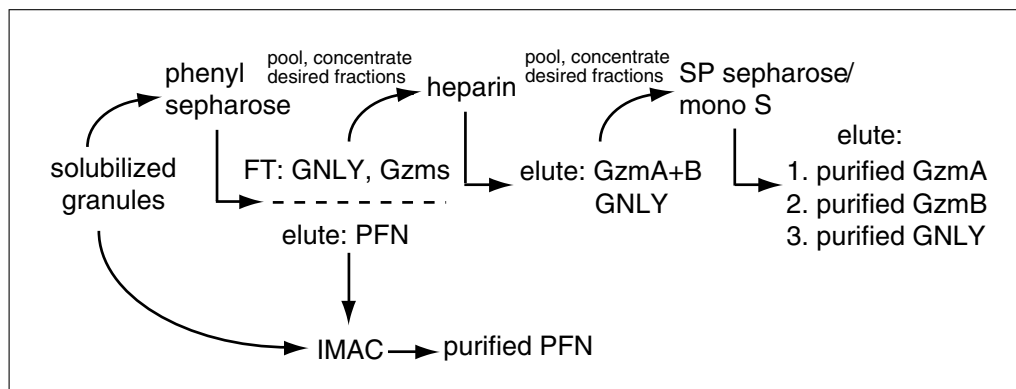 phenyl
sepharose
pool, concentrate
desired fractions
heparin
pool, concentrate
desired fractions
SP sepharose/
mono S
solubilized
granules
FT: GNLY, Gzms
elute: PFN
elute: GzmA+B
GNLY
elute:
1. purified GzmA
2. purified GzmB
3. purified GNLY
IMAC
purified PFN